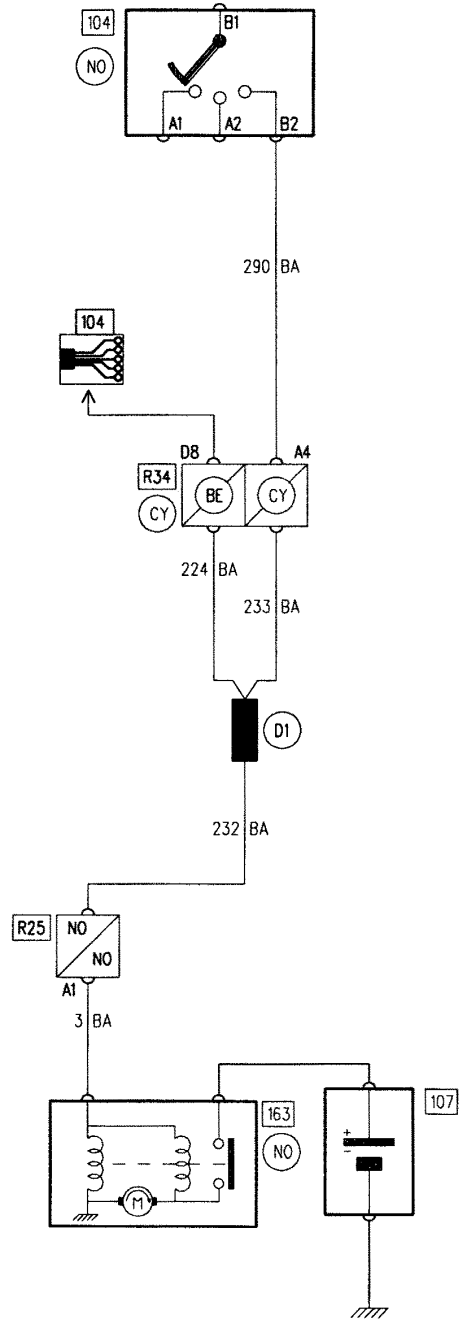 104
B1
NO
A1
A2
B2
290 BA
104
D8
A4
R34
BE
CY
CY
224 BA
233 BA
D1
232 BA
R25
NO
NO
A1
3 BA
163
107
NO
+
−
M